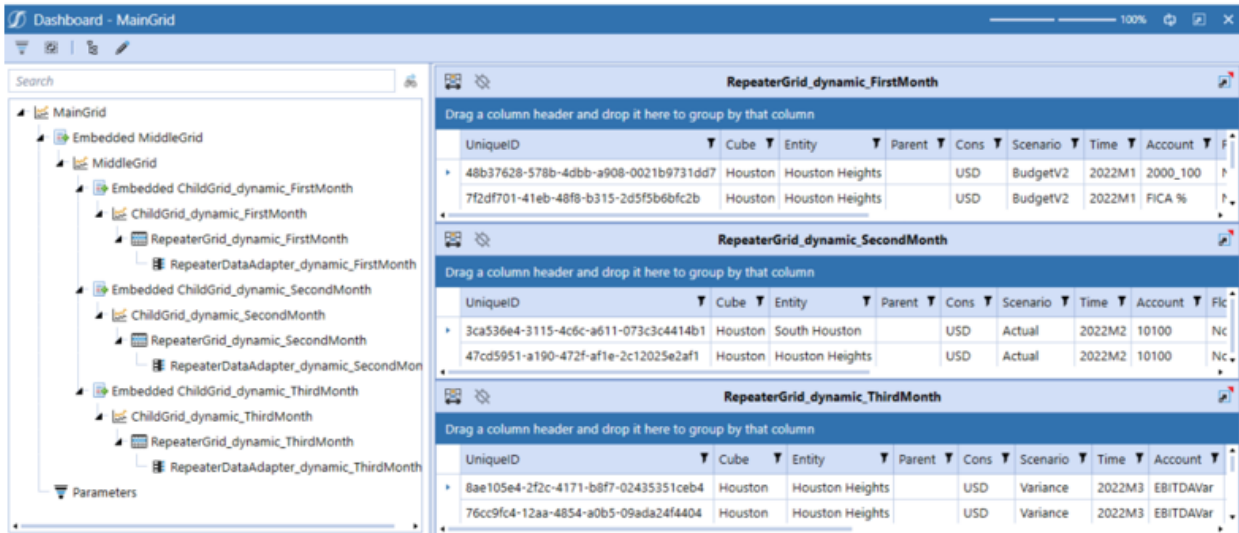 Dashboard - MainGrid
100%
Search
MainGrid
Embedded MiddleGrid
MiddleGrid
Embedded ChildGrid_dynamic_FirstMonth
ChildGrid_dynamic_FirstMonth
RepeaterGrid_dynamic_FirstMonth
RepeaterDataAdapter_dynamic_FirstMonth
Embedded ChildGrid_dynamic_SecondMonth
ChildGrid_dynamic_SecondMonth
RepeaterGrid_dynamic_SecondMonth
RepeaterDataAdapter_dynamic_SecondMon
Embedded ChildGrid_dynamic_ThirdMonth
ChildGrid_dynamic_ThirdMonth
RepeaterGrid_dynamic_ThirdMonth
RepeaterDataAdapter_dynamic_ThirdMonth
Parameters
RepeaterGrid_dynamic_FirstMonth
Drag a column header and drop it here to group by that column
UniqueID Cube Entity Parent Cons Scenario Time Account F
48b37628-578b-4dbb-a908-0021b9731dd7 Houston Houston Heights USD BudgetV2 2022M1 2000_100 N
7f2df701-41eb-48f8-b315-2d5f5b6bfc2b Houston Houston Heights USD BudgetV2 2022M1 FICA %
RepeaterGrid_dynamic_SecondMonth
Drag a column header and drop it here to group by that column
UniqueID Cube Entity Parent Cons Scenario Time Account Flo
3ca536e4-3115-4c6c-a611-073c3c4414b1 Houston South Houston USD Actual 2022M2 10100 Nc
47cd5951-a190-472f-af1e-2c12025e2af1 Houston Houston Heights USD Actual 2022M2 10100 Nc
RepeaterGrid_dynamic_ThirdMonth
Drag a column header and drop it here to group by that column
UniqueID Cube Entity Parent Cons Scenario Time Account
8ae105e4-2f2c-4171-b8f7-02435351ceb4 Houston Houston Heights USD Variance 2022M3 EBITDAVar
76cc9fc4-12aa-4854-a0b5-09ada24f4404 Houston Houston Heights USD Variance 2022M3 EBITDAVar